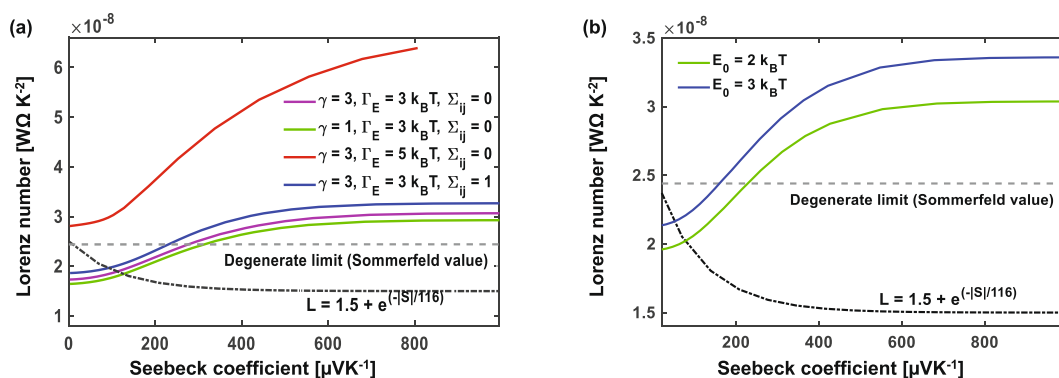 (a)
×10⁻⁸
Lorenz number [WΩ K⁻²]
8
6
4
3
2
1
γ = 3, Γ_E = 3 k_BT, Σ_ij = 0
γ = 1, Γ_E = 3 k_BT, Σ_ij = 0
γ = 3, Γ_E = 5 k_BT, Σ_ij = 0
γ = 3, Γ_E = 3 k_BT, Σ_ij = 1
Degenerate limit (Sommerfeld value)
L = 1.5 + e^(-|S|/116)
0
200
400
600
800
Seebeck coefficient [µVK⁻¹]
(b)
×10⁻⁸
Lorenz number [WΩ K⁻²]
3.5
3
2.5
2
1.5
E₀ = 2 k_BT
E₀ = 3 k_BT
Degenerate limit (Sommerfeld value)
L = 1.5 + e^(-|S|/116)
200
400
600
800
Seebeck coefficient [µVK⁻¹]